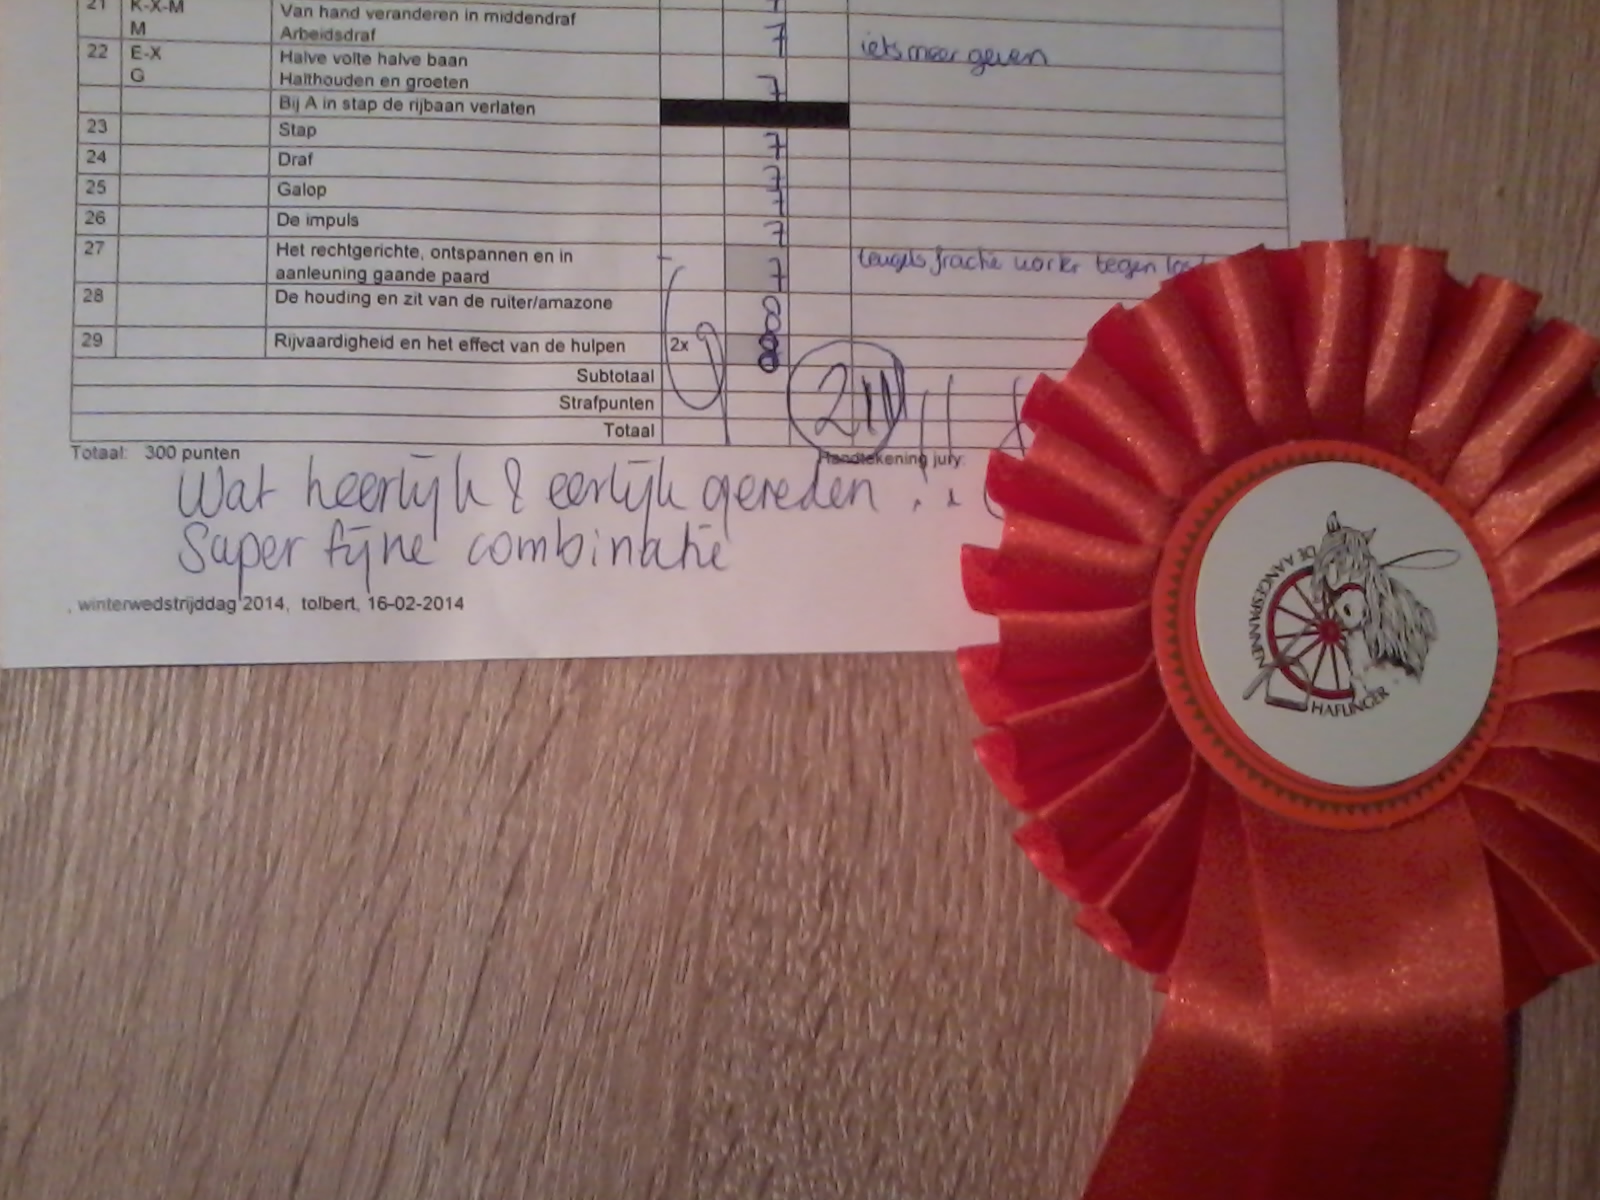 21 K-X-M Van hand veranderen in middendraf 7
M Arbeidsdraf 7
22 E-X Halve volte halve baan iets meer geven
G Halthouden en groeten 7
Bij A in stap de rijbaan verlaten
23 Stap 7
24 Draf 7
25 Galop 7
26 De impuls 7
27 Het rechtgerichte, ontspannen en in
aanleuning gaande paard 7 teugels tegen
28 De houding en zit van de ruiter/amazone 8
29 Rijvaardigheid en het effect van de hulpen 2x 8
Subtotaal
Strafpunten
Totaal
Totaal: 300 punten
Handtekening jury:
Wat heerlijk & eerlijk gereden !!
Super fijne combinatie
, winterwedstrijddag 2014, tolbert, 16-02-2014
DE AANGESPANNEN
HAFLINGER